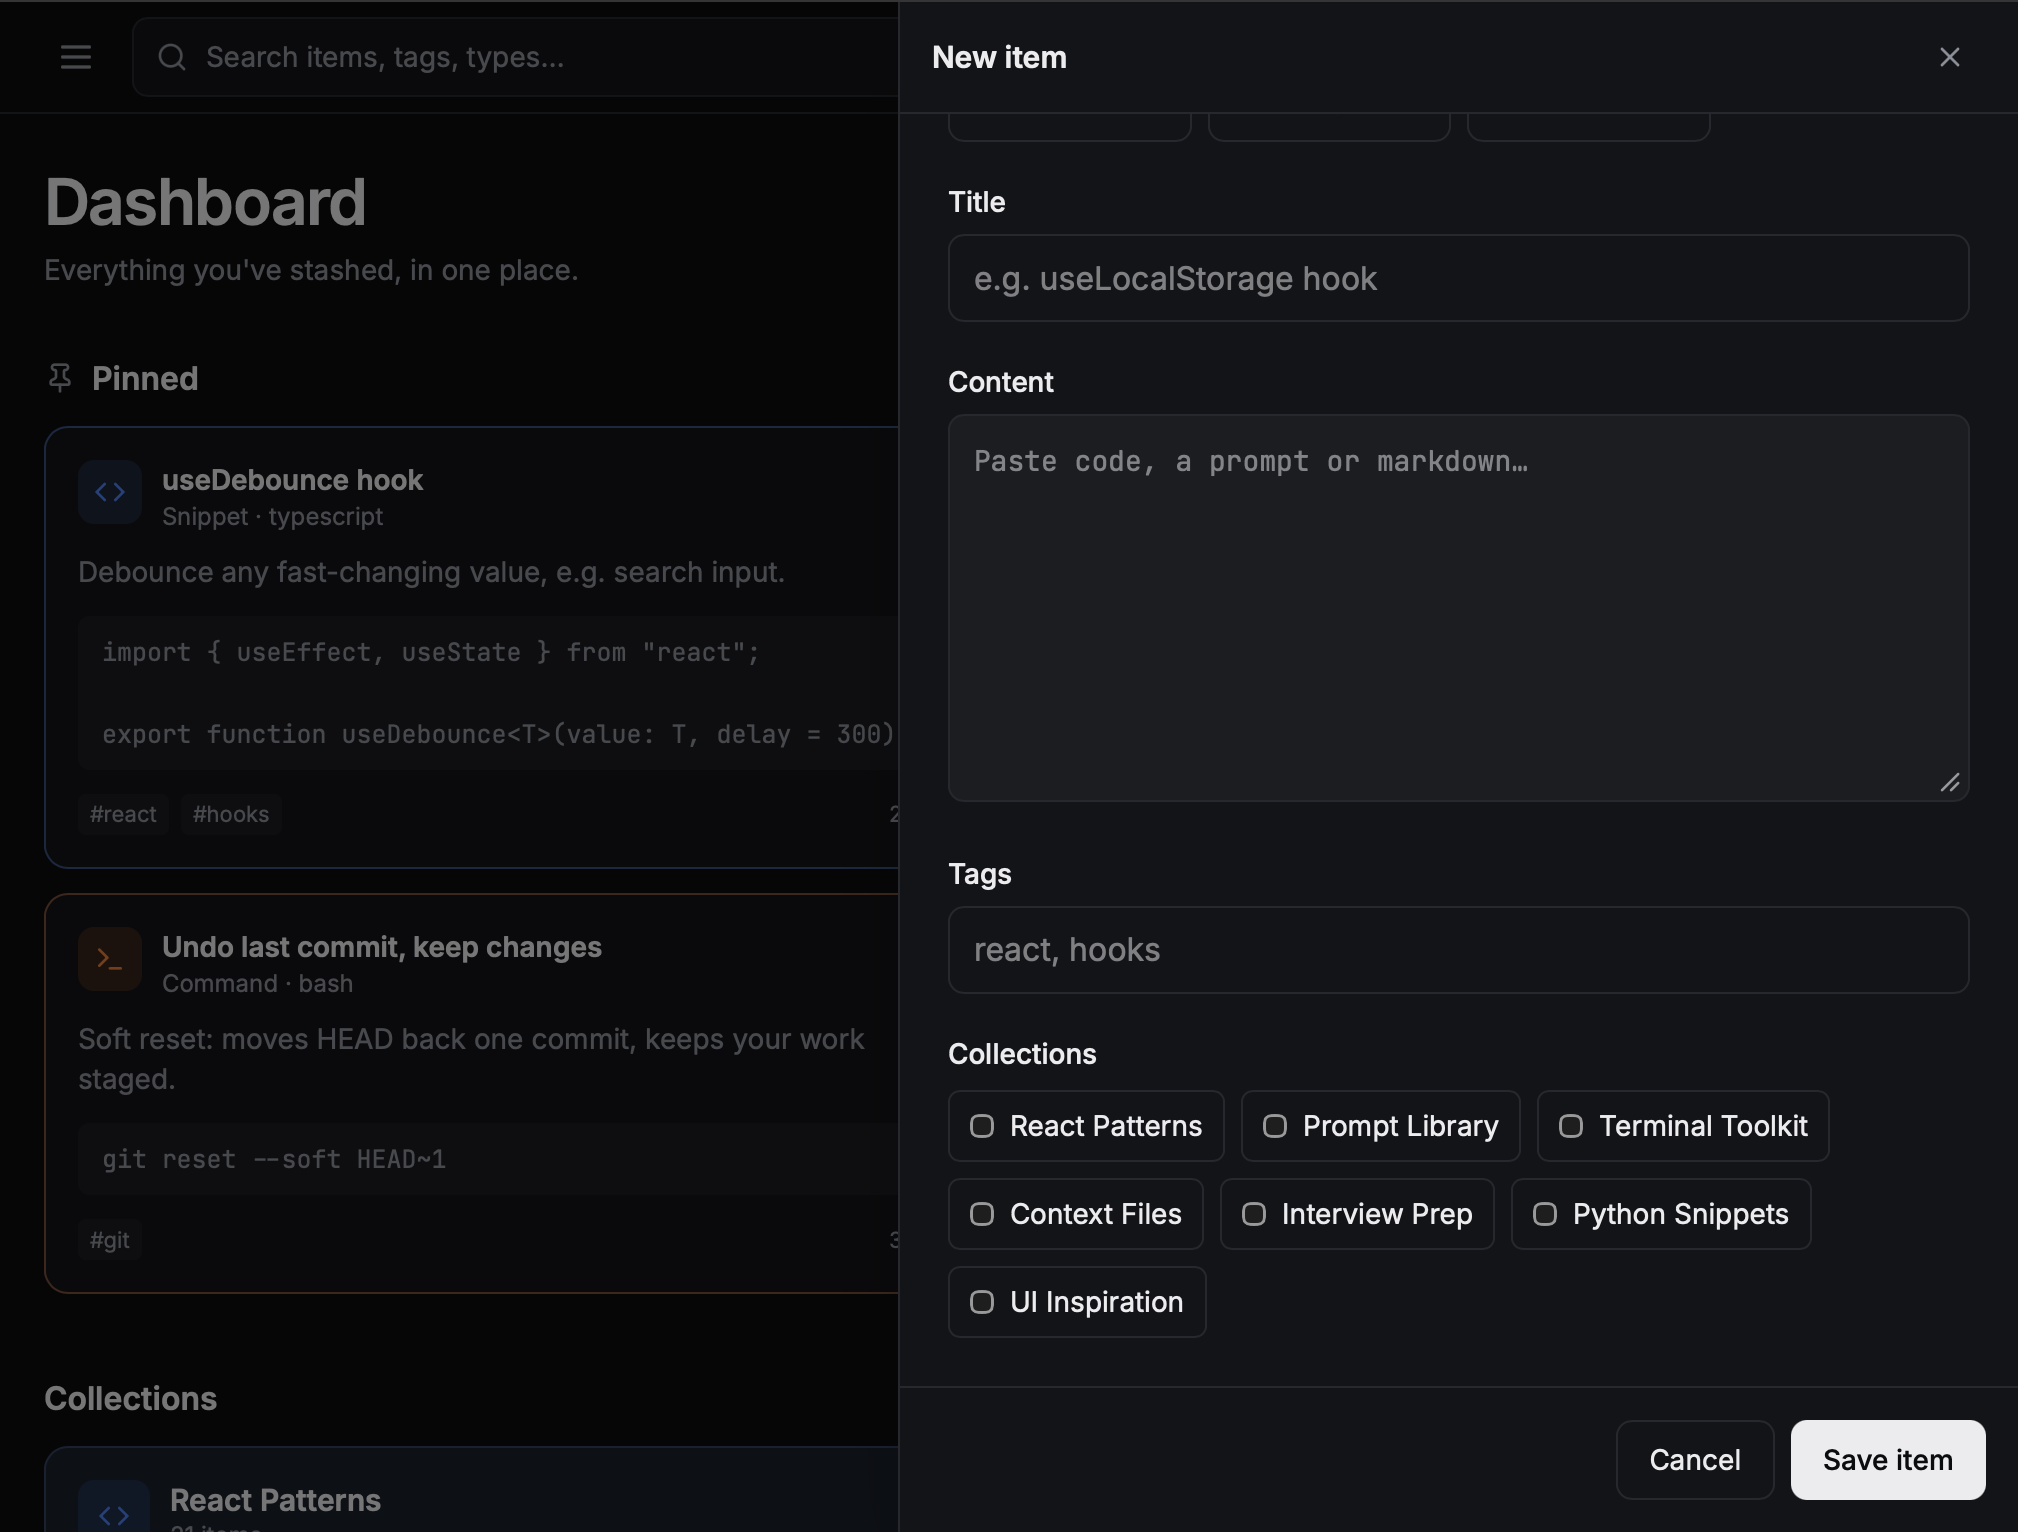 Search items, tags, types...
Dashboard
Everything you've stashed, in one place.
Pinned
useDebounce hook
Snippet · typescript
Debounce any fast-changing value, e.g. search input.
import { useEffect, useState } from "react";
export function useDebounce<T>(value: T, delay = 300)
#react #hooks
Undo last commit, keep changes
Command · bash
Soft reset: moves HEAD back one commit, keeps your work
staged.
git reset --soft HEAD~1
#git
Collections
React Patterns
New item
Title
e.g. useLocalStorage hook
Content
Paste code, a prompt or markdown…
Tags
react, hooks
Collections
React Patterns Prompt Library Terminal Toolkit
Context Files Interview Prep Python Snippets
UI Inspiration
Cancel Save item